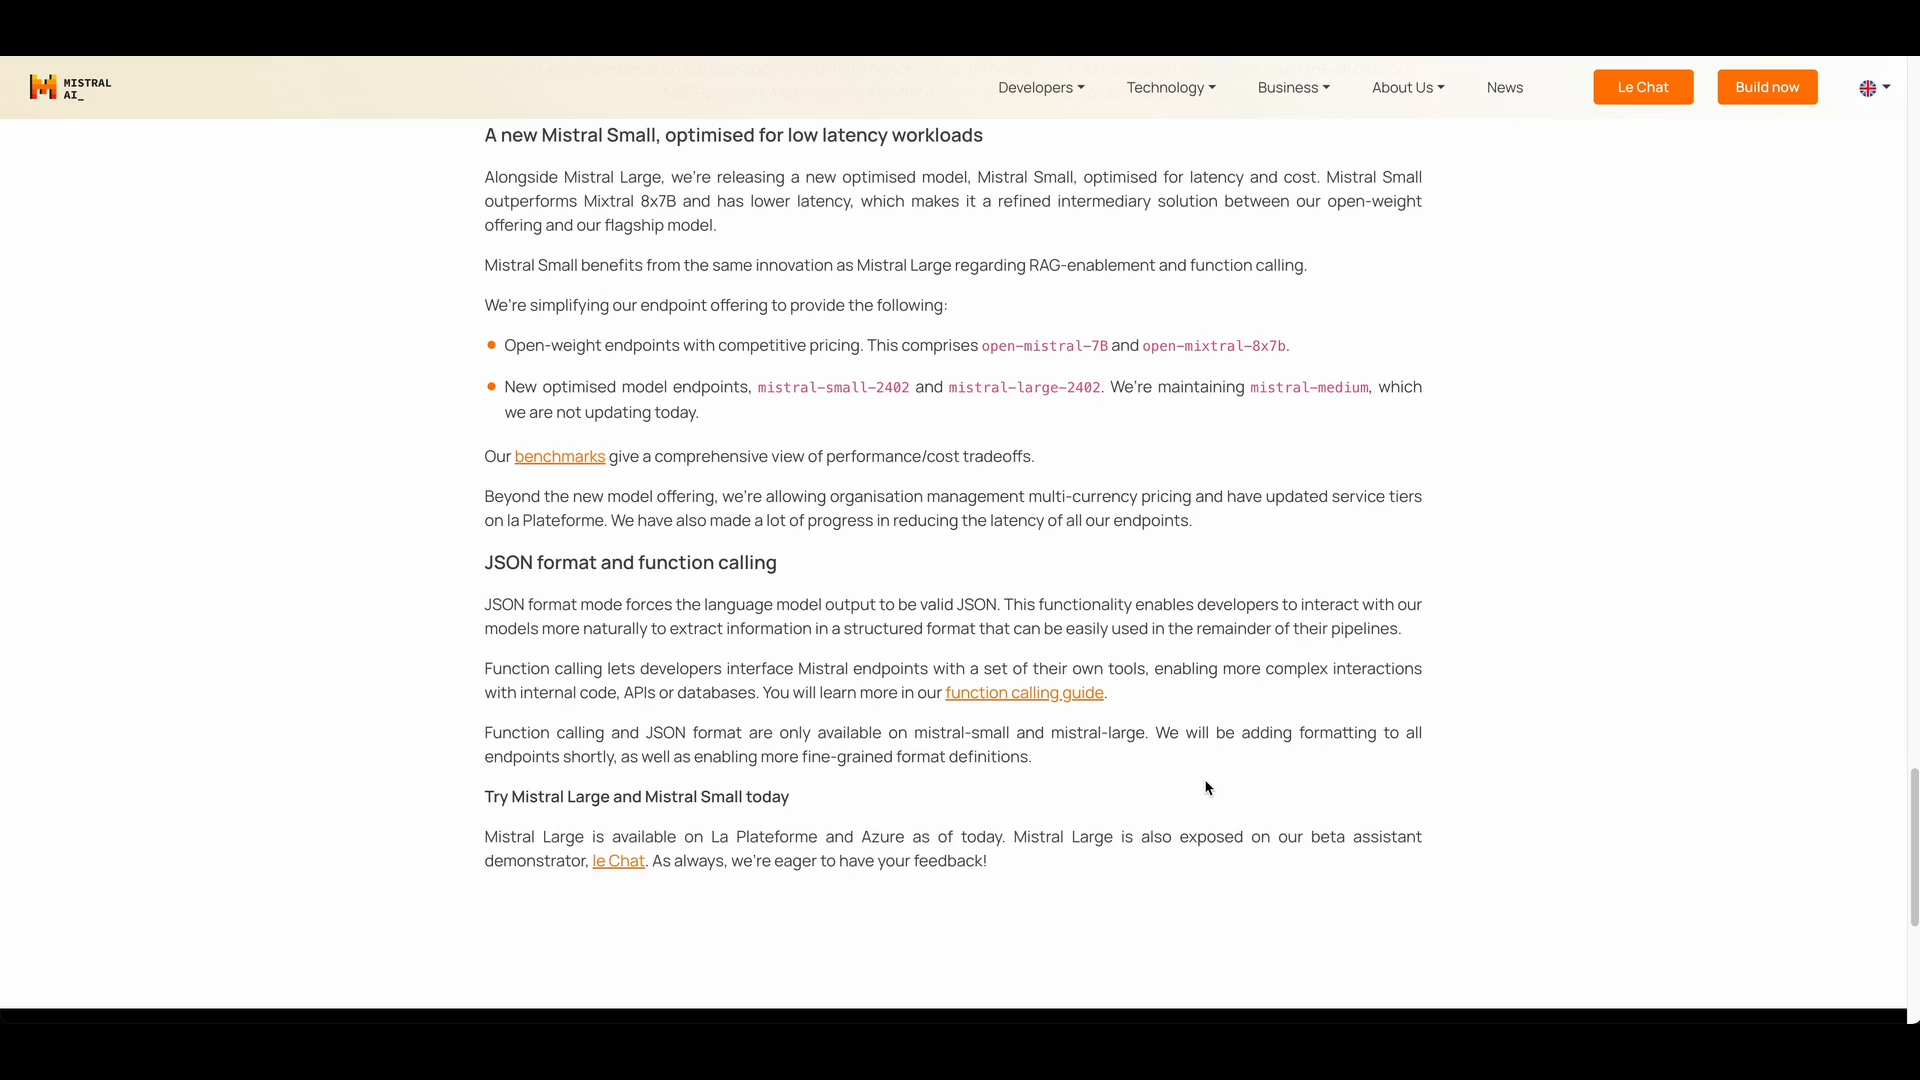 MISTRAL
AI_
Developers
Technology
Business
About Us
News
Le Chat
Build now
A new Mistral Small, optimised for low latency workloads
Alongside Mistral Large, we’re releasing a new optimised model, Mistral Small, optimised for latency and cost. Mistral Small
outperforms Mixtral 8x7B and has lower latency, which makes it a refined intermediary solution between our open-weight
offering and our flagship model.
Mistral Small benefits from the same innovation as Mistral Large regarding RAG-enablement and function calling.
We’re simplifying our endpoint offering to provide the following:
Open-weight endpoints with competitive pricing. This comprises open-mistral-7B and open-mixtral-8x7b.
New optimised model endpoints, mistral-small-2402 and mistral-large-2402. We’re maintaining mistral-medium, which
we are not updating today.
Our benchmarks give a comprehensive view of performance/cost tradeoffs.
Beyond the new model offering, we’re allowing organisation management multi-currency pricing and have updated service tiers
on la Plateforme. We have also made a lot of progress in reducing the latency of all our endpoints.
JSON format and function calling
JSON format mode forces the language model output to be valid JSON. This functionality enables developers to interact with our
models more naturally to extract information in a structured format that can be easily used in the remainder of their pipelines.
Function calling lets developers interface Mistral endpoints with a set of their own tools, enabling more complex interactions
with internal code, APIs or databases. You will learn more in our function calling guide.
Function calling and JSON format are only available on mistral-small and mistral-large. We will be adding formatting to all
endpoints shortly, as well as enabling more fine-grained format definitions.
Try Mistral Large and Mistral Small today
Mistral Large is available on La Plateforme and Azure as of today. Mistral Large is also exposed on our beta assistant
demonstrator, le Chat. As always, we’re eager to have your feedback!